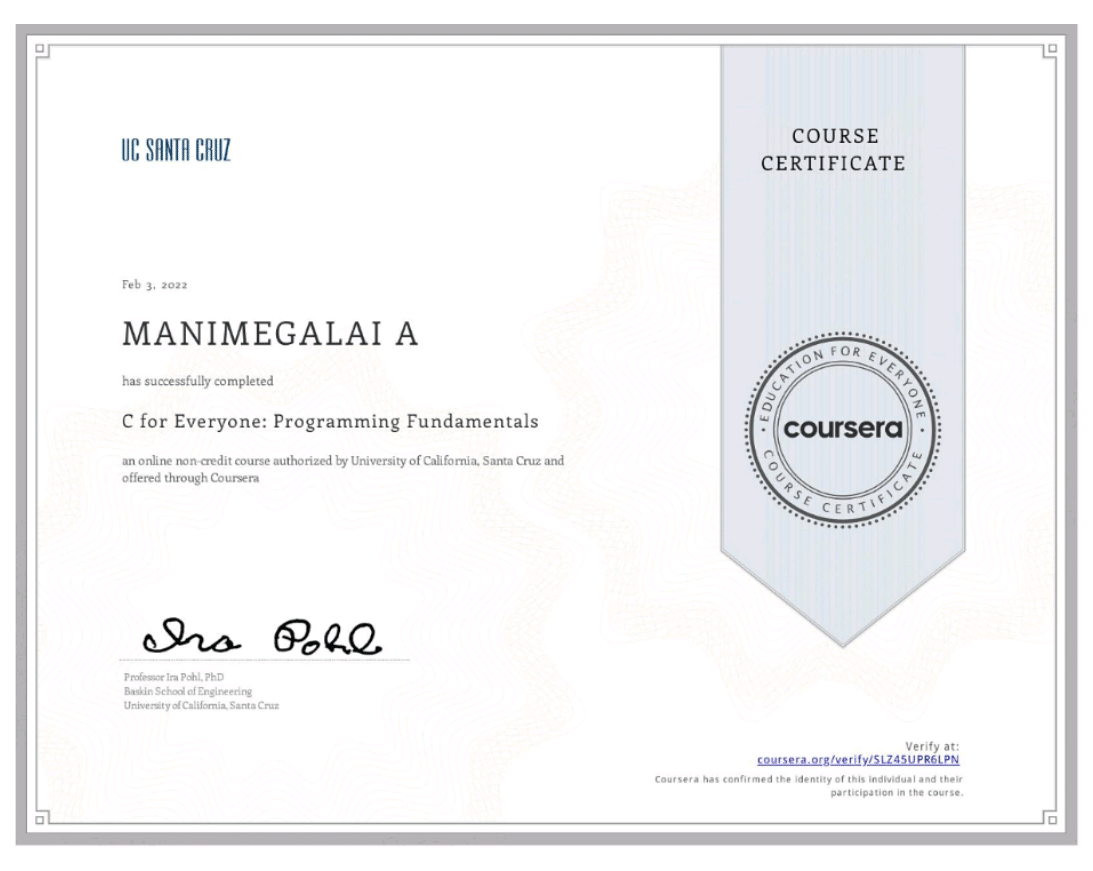 UC SANTA CRUZ
COURSE
CERTIFICATE
Feb 3, 2022
MANIMEGALAI A
has successfully completed
C for Everyone: Programming Fundamentals
an online non-credit course authorized by University of California, Santa Cruz and
offered through Coursera
EDUCATION FOR EVERYONE
coursera
COURSE CERTIFICATE
Ira Pohl
Professor Ira Pohl, PhD
Baskin School of Engineering
University of California, Santa Cruz
Verify at:
coursera.org/verify/SLZ45UPR6LPN
Coursera has confirmed the identity of this individual and their
participation in the course.